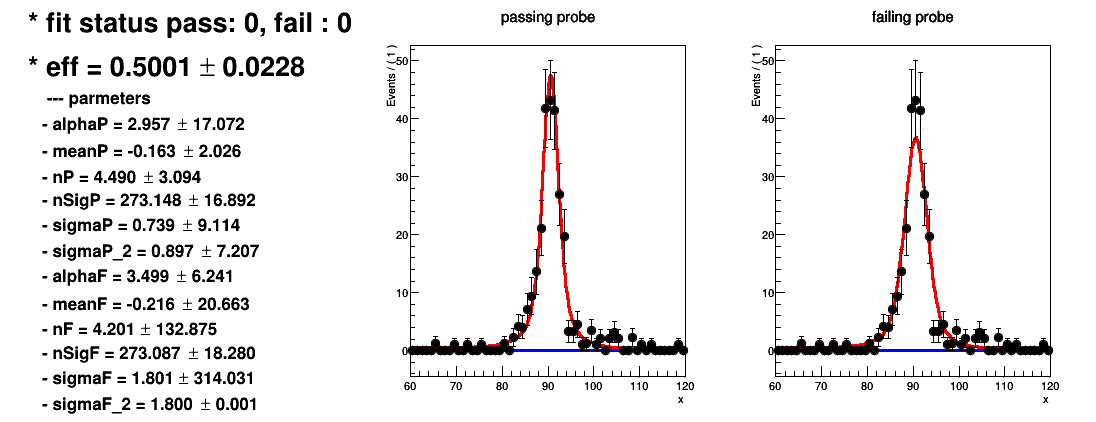 * fit status pass: 0, fail : 0
* eff = 0.5001 ± 0.0228
--- parmeters
- alphaP = 2.957 ± 17.072
- meanP = -0.163 ± 2.026
- nP = 4.490 ± 3.094
- nSigP = 273.148 ± 16.892
- sigmaP = 0.739 ± 9.114
- sigmaP_2 = 0.897 ± 7.207
- alphaF = 3.499 ± 6.241
- meanF = -0.216 ± 20.663
- nF = 4.201 ± 132.875
- nSigF = 273.087 ± 18.280
- sigmaF = 1.801 ± 314.031
- sigmaF_2 = 1.800 ± 0.001
passing probe
Events / ( 1 )
50
40
30
20
10
0
60 70 80 90 100 110 120
x
failing probe
Events / ( 1 )
50
40
30
20
10
0
60 70 80 90 100 110 120
x